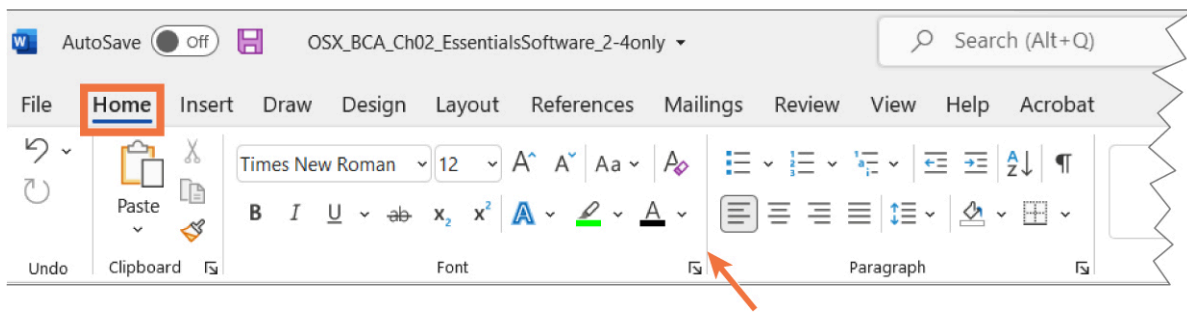 AutoSave Off OSX_BCA_Ch02_EssentialsSoftware_2-4only Search (Alt+Q)
File Home Insert Draw Design Layout References Mailings Review View Help Acrobat
Paste
Times New Roman 12 A^ A˅ Aa A
B I U ab x₂ x² A A
Undo Clipboard Font Paragraph